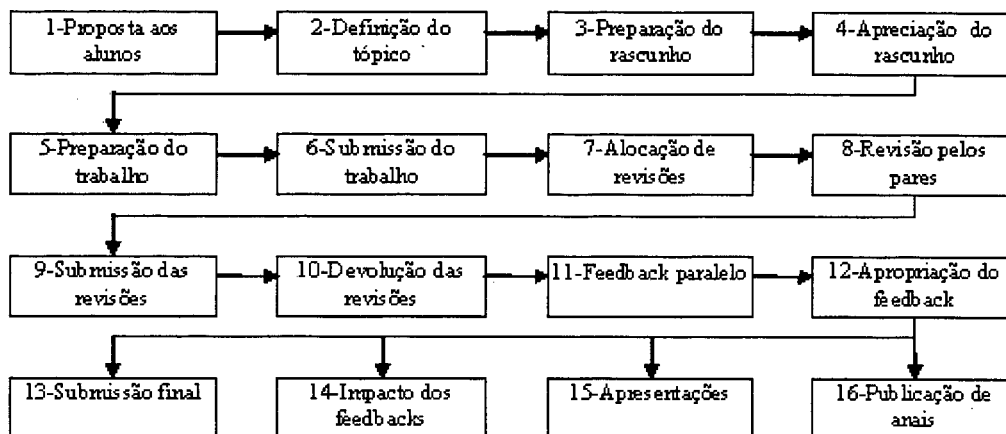 1-Proposta aos
alunos
2-Definição do
tópico
3-Preparação do
rascunho
4-Apreciação do
rascunho
5-Preparação do
trabalho
6-Submissão do
trabalho
7-Alocação de
revisões
8-Revisão pelos
pares
9-Submissão das
revisões
10-Devolução das
revisões
11-Feedback paralelo
12-Apropriação do
feedback
13-Submissão final
14-Impacto dos
feedbacks
15-Apresentações
16-Publicação de
anais